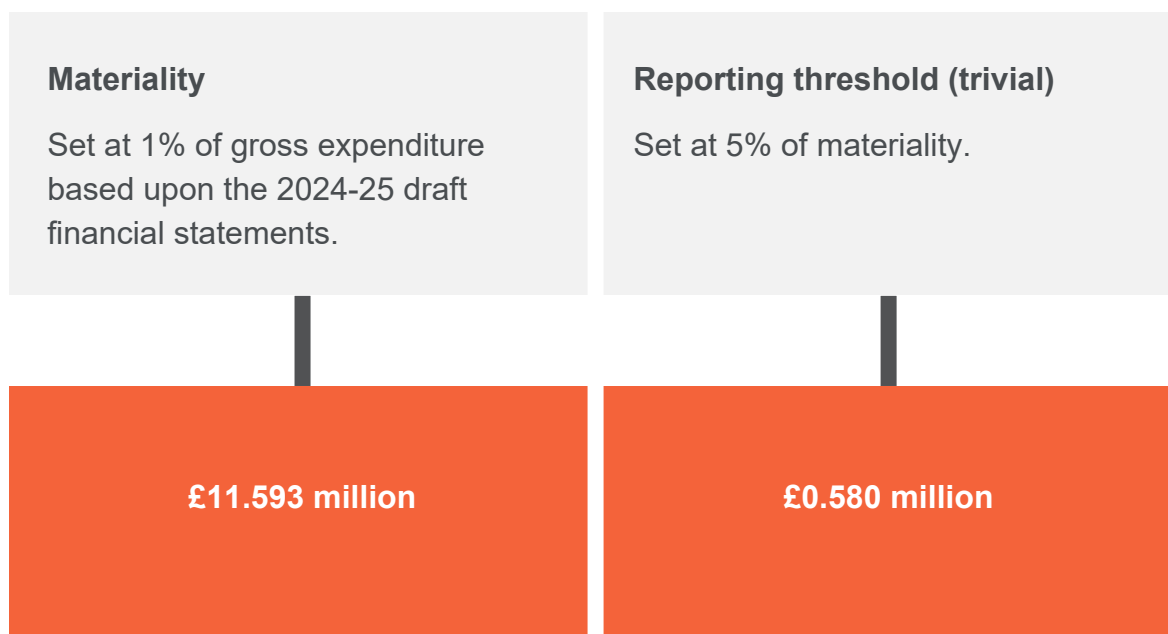 Materiality
Set at 1% of gross expenditure
based upon the 2024-25 draft
financial statements.
£11.593 million
Reporting threshold (trivial)
Set at 5% of materiality.
£0.580 million